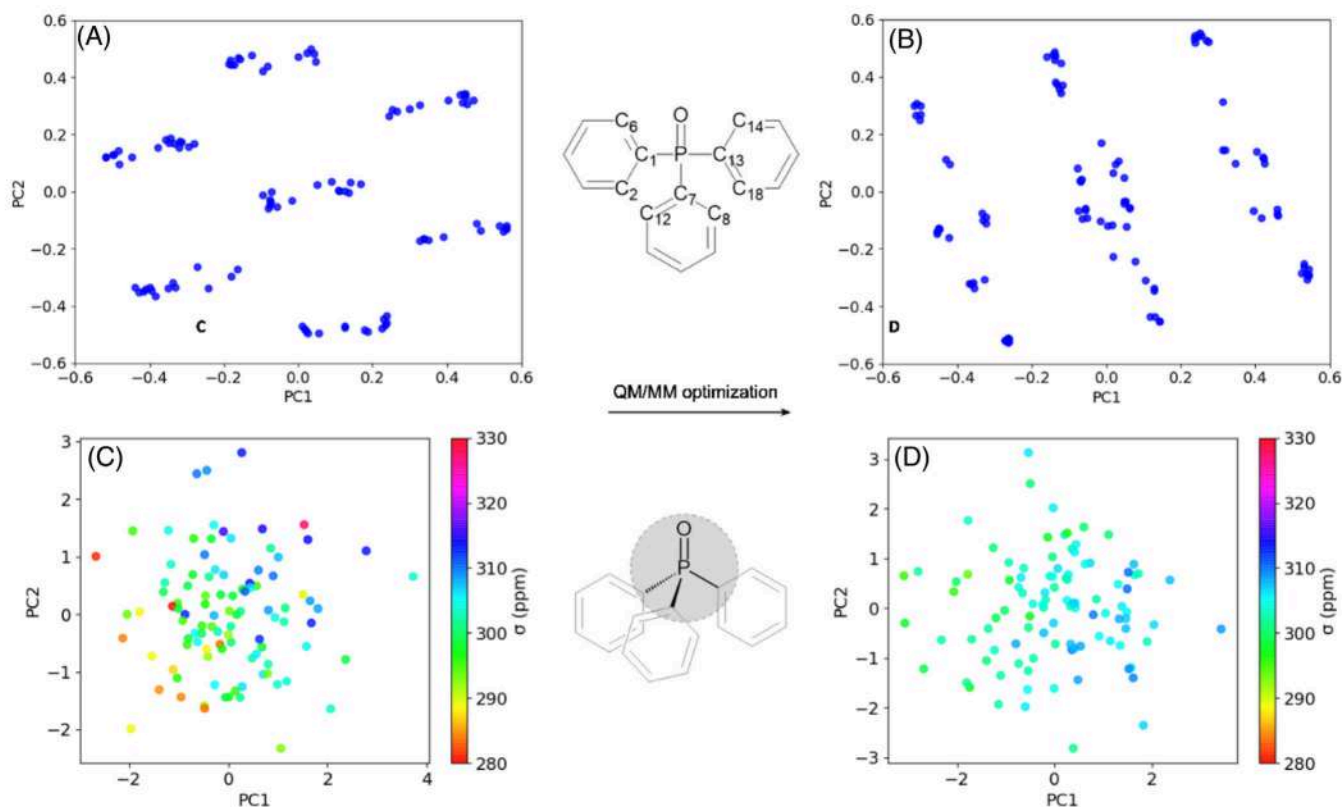 (A)
0.6
0.4
0.2
0.0
−0.2
−0.4
−0.6
PC2
C
−0.6 −0.4 −0.2 0.0 0.2 0.4 0.6
PC1
O
C6
C14
C1
P
C13
C2
C7
C18
C12
C8
QM/MM optimization
(B)
0.6
0.4
0.2
0.0
−0.2
−0.4
−0.6
PC2
D
−0.6 −0.4 −0.2 0.0 0.2 0.4 0.6
PC1
(C)
3
2
1
0
−1
−2
PC2
−2 0 2 4
PC1
330
320
310
300
290
280
σ (ppm)
O
P
(D)
3
2
1
0
−1
−2
−3
PC2
−2 0 2
PC1
330
320
310
300
290
280
σ (ppm)